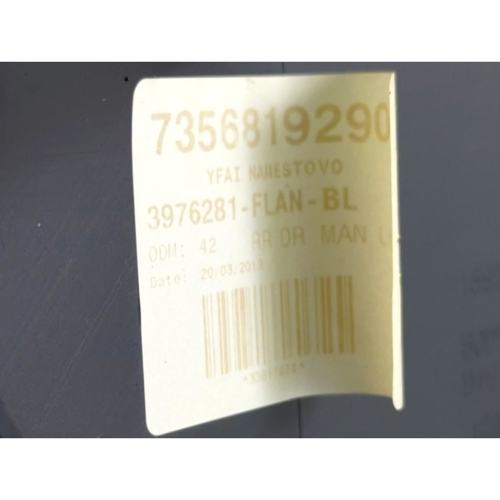 7356819290
YFAI NAMESTOVO
3976281-FLAN-BL
ODM: 42 RR DR MAN
Date: 20/03/2018